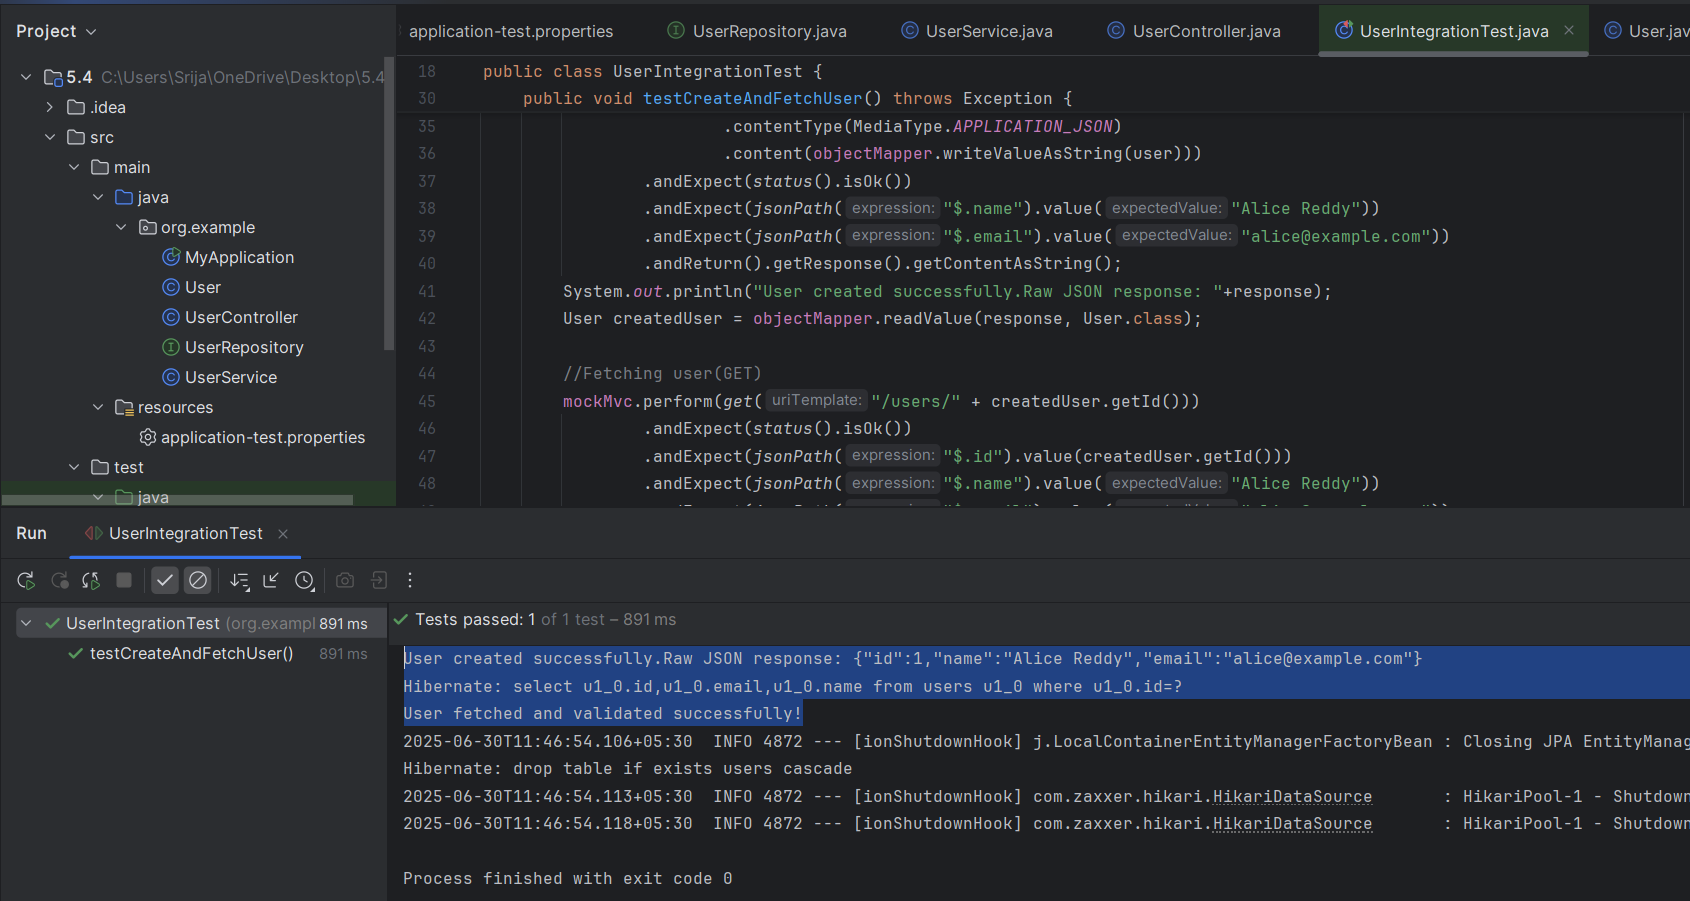 Project
5.4 C:\Users\Srija\OneDrive\Desktop\5.4
.idea
src
main
java
org.example
MyApplication
User
UserController
UserRepository
UserService
resources
application-test.properties
test
java
application-test.properties UserRepository.java UserService.java UserController.java UserIntegrationTest.java User.jav
18 public class UserIntegrationTest {
30 public void testCreateAndFetchUser() throws Exception {
35 .contentType(MediaType.APPLICATION_JSON)
36 .content(objectMapper.writeValueAsString(user)))
37 .andExpect(status().isOk())
38 .andExpect(jsonPath( expression: "$.name").value( expectedValue: "Alice Reddy"))
39 .andExpect(jsonPath( expression: "$.email").value( expectedValue: "alice@example.com"))
40 .andReturn().getResponse().getContentAsString();
41 System.out.println("User created successfully.Raw JSON response: "+response);
42 User createdUser = objectMapper.readValue(response, User.class);
43
44 //Fetching user(GET)
45 mockMvc.perform(get( uriTemplate: "/users/" + createdUser.getId()))
46 .andExpect(status().isOk())
47 .andExpect(jsonPath( expression: "$.id").value(createdUser.getId()))
48 .andExpect(jsonPath( expression: "$.name").value( expectedValue: "Alice Reddy"))
Run UserIntegrationTest
UserIntegrationTest (org.exampl 891 ms
testCreateAndFetchUser() 891 ms
Tests passed: 1 of 1 test – 891 ms
User created successfully.Raw JSON response: {"id":1,"name":"Alice Reddy","email":"alice@example.com"}
Hibernate: select u1_0.id,u1_0.email,u1_0.name from users u1_0 where u1_0.id=?
User fetched and validated successfully!
2025-06-30T11:46:54.106+05:30 INFO 4872 --- [ionShutdownHook] j.LocalContainerEntityManagerFactoryBean : Closing JPA EntityManag
Hibernate: drop table if exists users cascade
2025-06-30T11:46:54.113+05:30 INFO 4872 --- [ionShutdownHook] com.zaxxer.hikari.HikariDataSource : HikariPool-1 - Shutdown
2025-06-30T11:46:54.118+05:30 INFO 4872 --- [ionShutdownHook] com.zaxxer.hikari.HikariDataSource : HikariPool-1 - Shutdown
Process finished with exit code 0